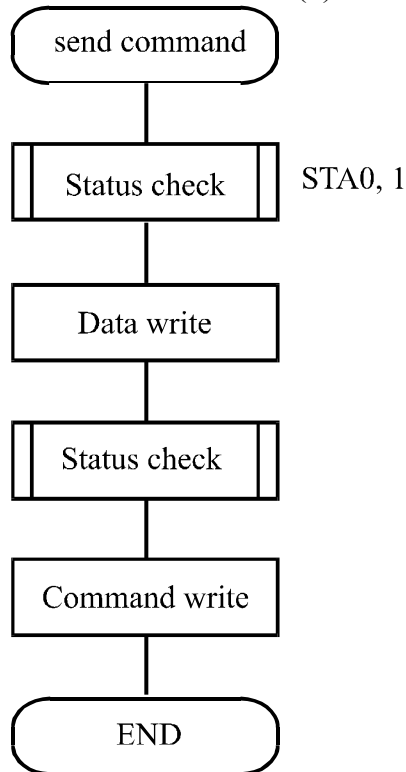 send command
Status check
STA0, 1
Data write
Status check
Command write
END